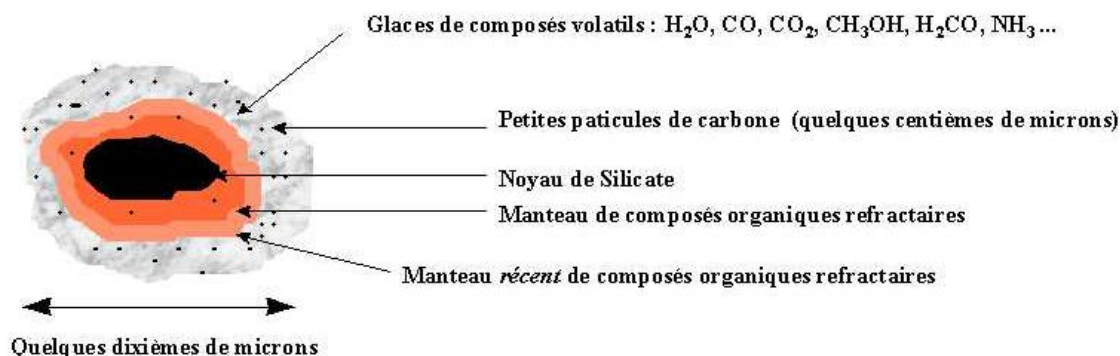 Glaces de composés volatils : H₂O, CO, CO₂, CH₃OH, H₂CO, NH₃...
Petites paticules de carbone (quelques centièmes de microns)
Noyau de Silicate
Manteau de composés organiques refractaires
Manteau récent de composés organiques refractaires
Quelques dixièmes de microns